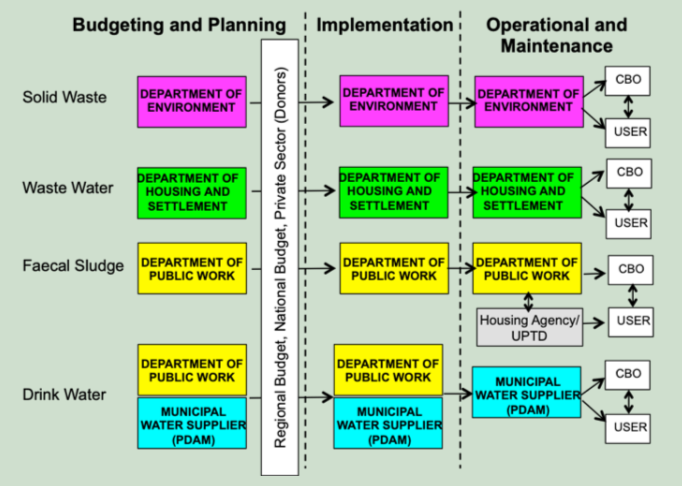 Budgeting and Planning
Implementation
Operational and
Maintenance
Regional Budget, National Budget, Private Sector (Donors)
Solid Waste
DEPARTMENT OF
ENVIRONMENT
DEPARTMENT OF
ENVIRONMENT
DEPARTMENT OF
ENVIRONMENT
CBO
USER
Waste Water
DEPARTMENT OF
HOUSING AND
SETTLEMENT
DEPARTMENT OF
HOUSING AND
SETTLEMENT
DEPARTMENT OF
HOUSING AND
SETTLEMENT
CBO
USER
Faecal Sludge
DEPARTMENT OF
PUBLIC WORK
DEPARTMENT OF
PUBLIC WORK
DEPARTMENT OF
PUBLIC WORK
Housing Agency/
UPTD
CBO
USER
Drink Water
DEPARTMENT OF
PUBLIC WORK
MUNICIPAL
WATER SUPPLIER
(PDAM)
DEPARTMENT OF
PUBLIC WORK
MUNICIPAL
WATER SUPPLIER
(PDAM)
MUNICIPAL
WATER SUPPLIER
(PDAM)
CBO
USER